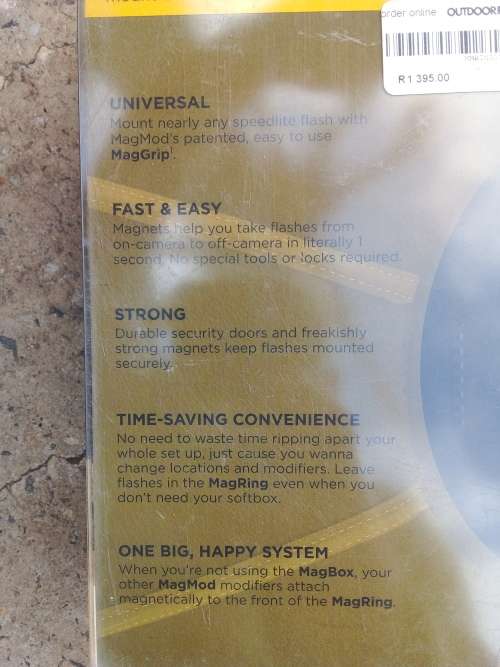 order online OUTDOOR
R1 395.00
UNIVERSAL
Mount nearly any speedlite flash with
MagMod's patented, easy to use
MagGrip¹.
FAST & EASY
Magnets help you take flashes from
on-camera to off-camera in literally 1
second. No special tools or locks required.
STRONG
Durable security doors and freakishly
strong magnets keep flashes mounted
securely.
TIME-SAVING CONVENIENCE
No need to waste time ripping apart your
whole set up, just cause you wanna
change locations and modifiers. Leave
flashes in the MagRing even when you
don't need your softbox.
ONE BIG, HAPPY SYSTEM
When you're not using the MagBox, your
other MagMod modifiers attach
magnetically to the front of the MagRing.